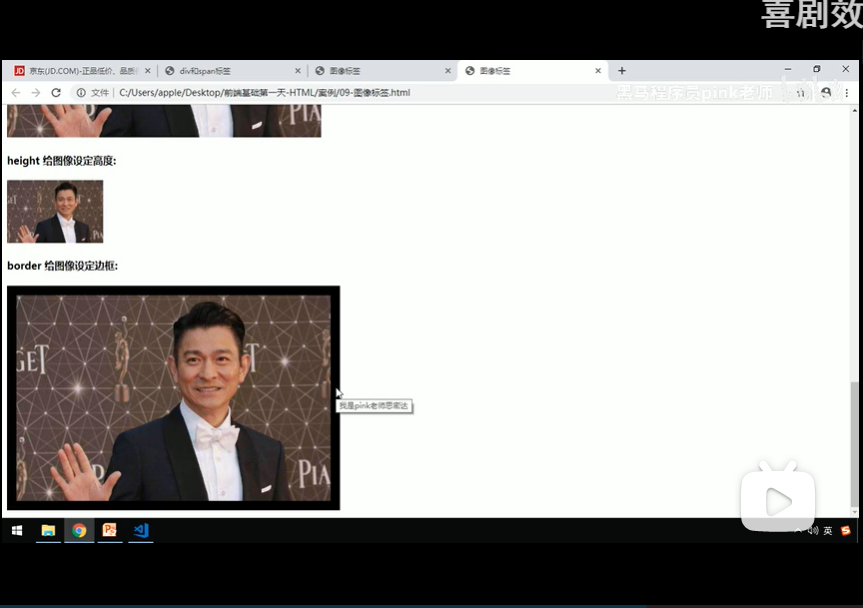 喜剧效
京东(JD.COM)-正品低价、品质
div和span标签
图像标签
图像标签
文件
C:/Users/apple/Desktop/前端基础第一天-HTML/案例/09-图像标签.html
黑马程序员pink老师
height 给图像设定高度:
border 给图像设定边框:
GET
PIA
我是pink老师思密达
英